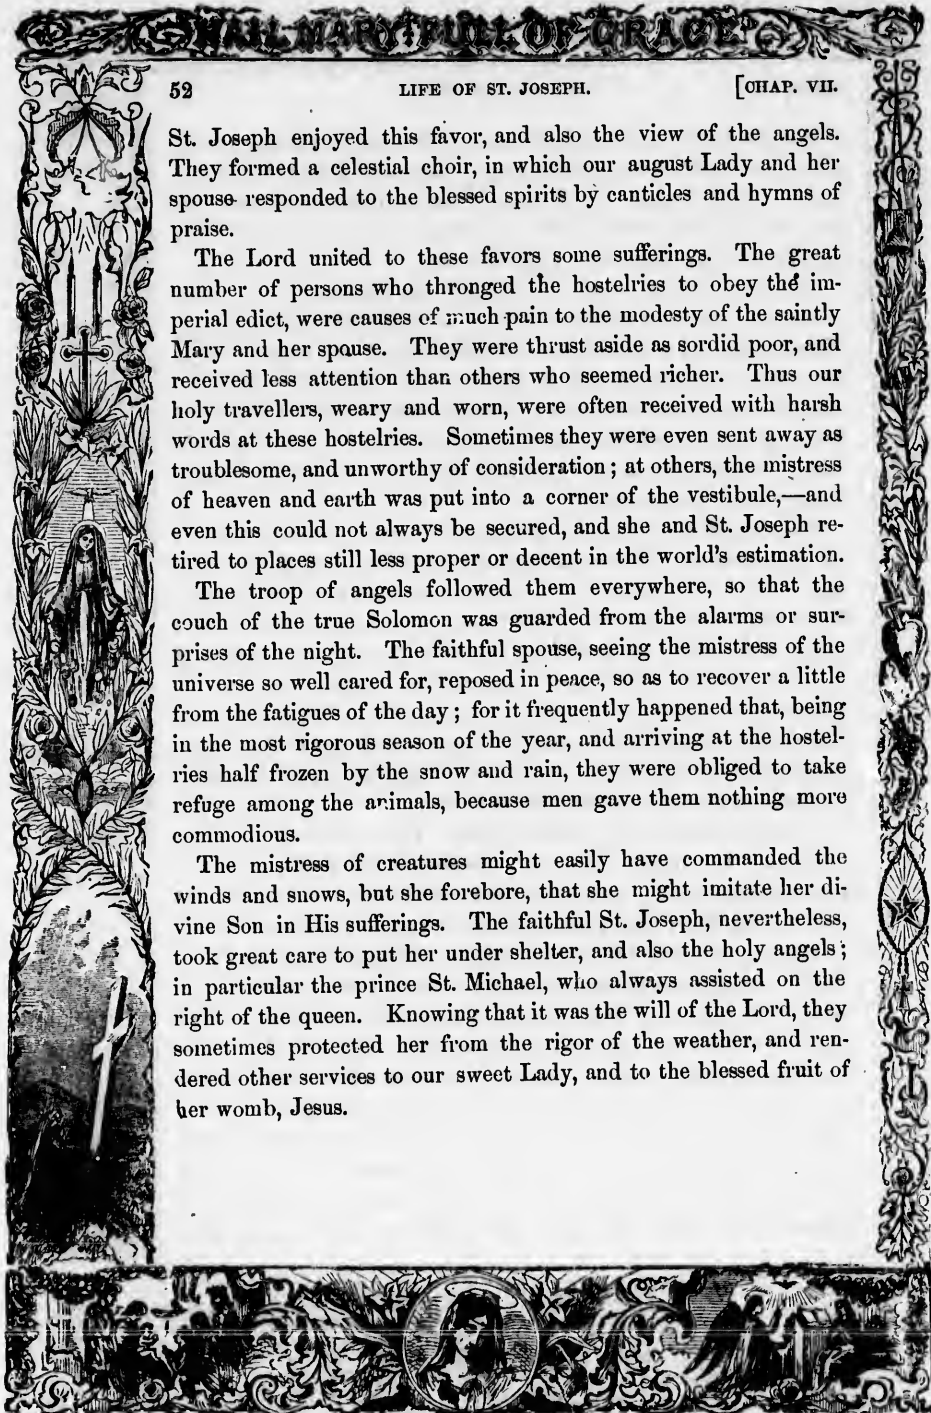 HAIL MARY FULL OF GRACE
52 LIFE OF ST. JOSEPH. [CHAP. VII.
St. Joseph enjoyed this favor, and also the view of the angels.
They formed a celestial choir, in which our august Lady and her
spouse responded to the blessed spirits by canticles and hymns of
praise.
The Lord united to these favors some sufferings. The great
number of persons who thronged the hostelries to obey the im-
perial edict, were causes of much pain to the modesty of the saintly
Mary and her spouse. They were thrust aside as sordid poor, and
received less attention than others who seemed richer. Thus our
holy travellers, weary and worn, were often received with harsh
words at these hostelries. Sometimes they were even sent away as
troublesome, and unworthy of consideration; at others, the mistress
of heaven and earth was put into a corner of the vestibule,—and
even this could not always be secured, and she and St. Joseph re-
tired to places still less proper or decent in the world's estimation.
The troop of angels followed them everywhere, so that the
couch of the true Solomon was guarded from the alarms or sur-
prises of the night. The faithful spouse, seeing the mistress of the
universe so well cared for, reposed in peace, so as to recover a little
from the fatigues of the day; for it frequently happened that, being
in the most rigorous season of the year, and arriving at the hostel-
ries half frozen by the snow and rain, they were obliged to take
refuge among the animals, because men gave them nothing more
commodious.
The mistress of creatures might easily have commanded the
winds and snows, but she forebore, that she might imitate her di-
vine Son in His sufferings. The faithful St. Joseph, nevertheless,
took great care to put her under shelter, and also the holy angels;
in particular the prince St. Michael, who always assisted on the
right of the queen. Knowing that it was the will of the Lord, they
sometimes protected her from the rigor of the weather, and ren-
dered other services to our sweet Lady, and to the blessed fruit of
her womb, Jesus.